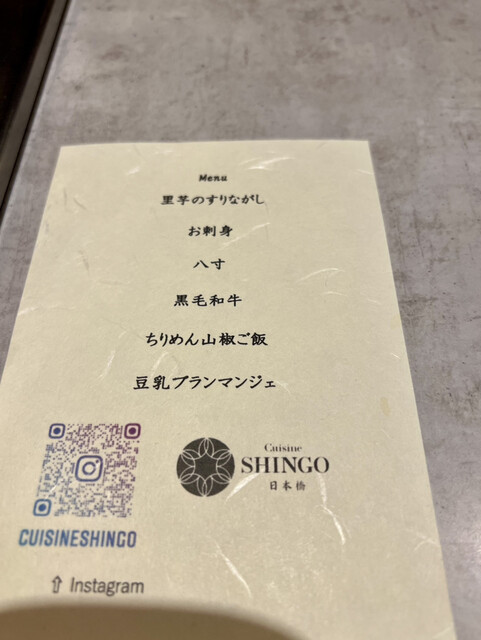 Menu
里芋のすりながし
お刺身
八寸
黒毛和牛
ちりめん山椒ご飯
豆乳ブランマンジェ
Cuisine
SHINGO
日本橋
CUISINESHINGO
⇧ Instagram